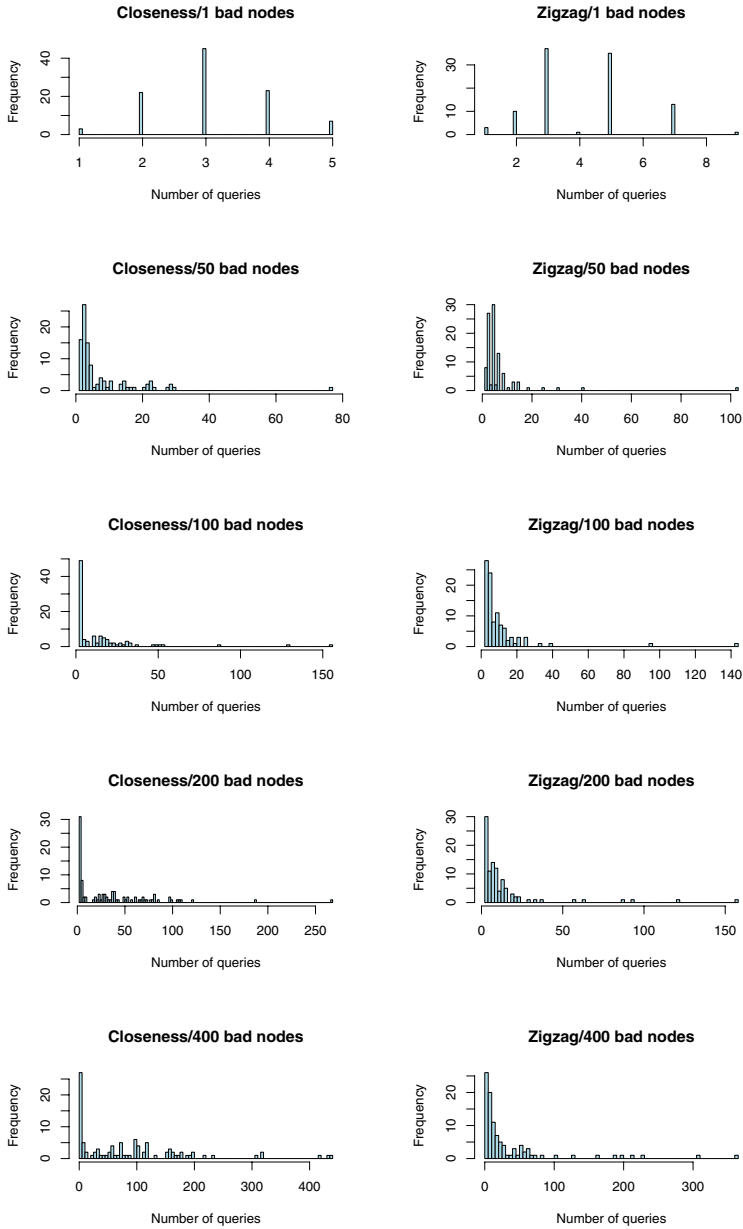 Closeness/1 bad nodes
Frequency
0
20
40
1
2
3
4
5
Number of queries
Zigzag/1 bad nodes
Frequency
0
10
30
2
4
6
8
Number of queries
Closeness/50 bad nodes
Frequency
0
10
20
0
20
40
60
80
Number of queries
Zigzag/50 bad nodes
Frequency
0
10
20
30
0
20
40
60
80
100
Number of queries
Closeness/100 bad nodes
Frequency
0
20
40
0
50
100
150
Number of queries
Zigzag/100 bad nodes
Frequency
0
10
20
0
20
40
60
80
100
120
140
Number of queries
Closeness/200 bad nodes
Frequency
0
10
20
30
0
50
100
150
200
250
Number of queries
Zigzag/200 bad nodes
Frequency
0
10
20
30
0
50
100
150
Number of queries
Closeness/400 bad nodes
Frequency
0
10
20
0
100
200
300
400
Number of queries
Zigzag/400 bad nodes
Frequency
0
10
20
0
100
200
300
Number of queries